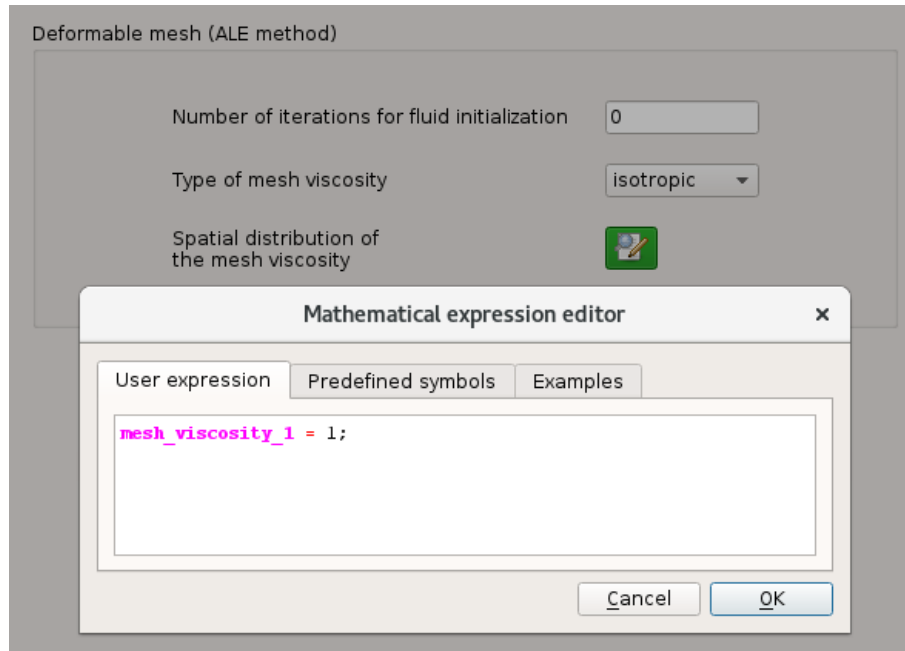 Deformable mesh (ALE method)
Number of iterations for fluid initialization
0
Type of mesh viscosity
isotropic
Spatial distribution of
the mesh viscosity
Mathematical expression editor
×
User expression
Predefined symbols
Examples
mesh_viscosity_1 = 1;
Cancel
OK